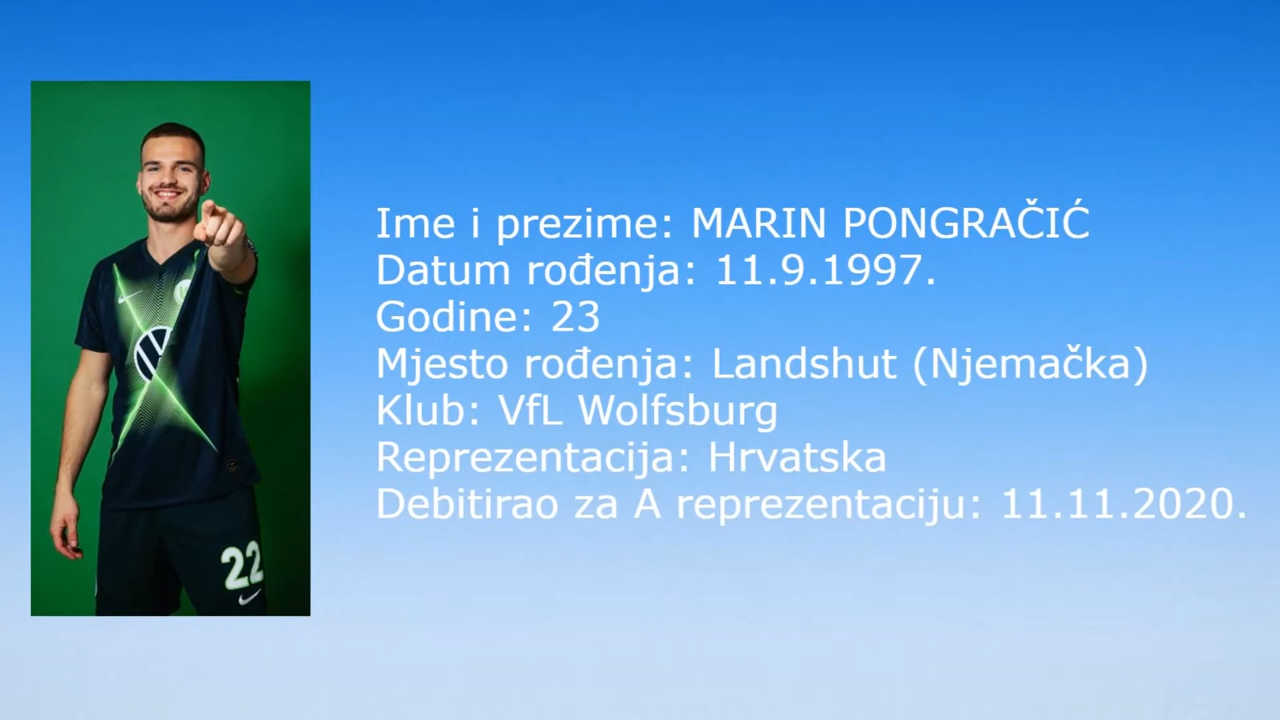 Ime i prezime: MARIN PONGRAČIĆ
Datum rođenja: 11.9.1997.
Godine: 23
Mjesto rođenja: Landshut (Njemačka)
Klub: VfL Wolfsburg
Reprezentacija: Hrvatska
Debitirao za A reprezentaciju: 11.11.2020.
22